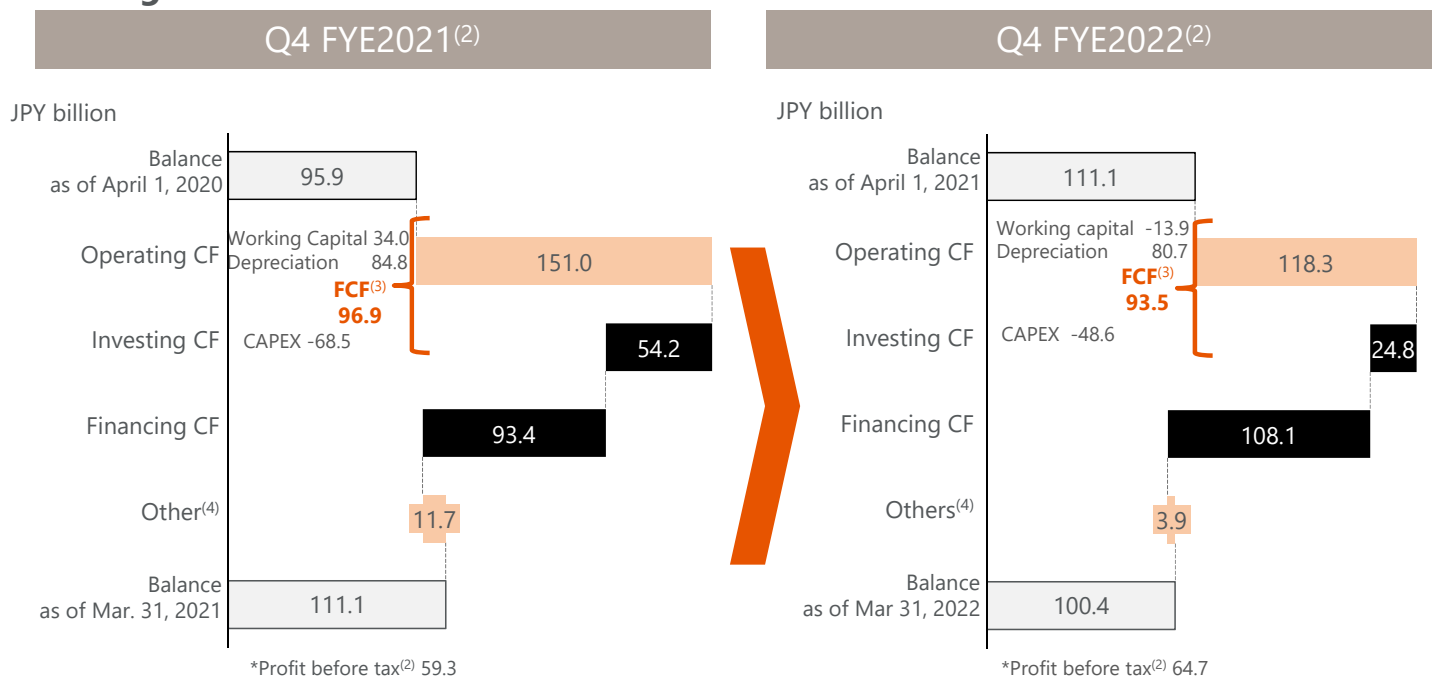 Q4 FYE2021(2)
JPY billion
Balance
as of April 1, 2020
95.9
Operating CF
Working Capital 34.0
Depreciation 84.8
151.0
FCF(3)
96.9
Investing CF
CAPEX -68.5
54.2
Financing CF
93.4
Other(4)
11.7
Balance
as of Mar. 31, 2021
111.1
*Profit before tax(2) 59.3
Q4 FYE2022(2)
JPY billion
Balance
as of April 1, 2021
111.1
Operating CF
Working capital -13.9
Depreciation 80.7
118.3
FCF(3)
93.5
Investing CF
CAPEX -48.6
24.8
Financing CF
108.1
Others(4)
3.9
Balance
as of Mar 31, 2022
100.4
*Profit before tax(2) 64.7